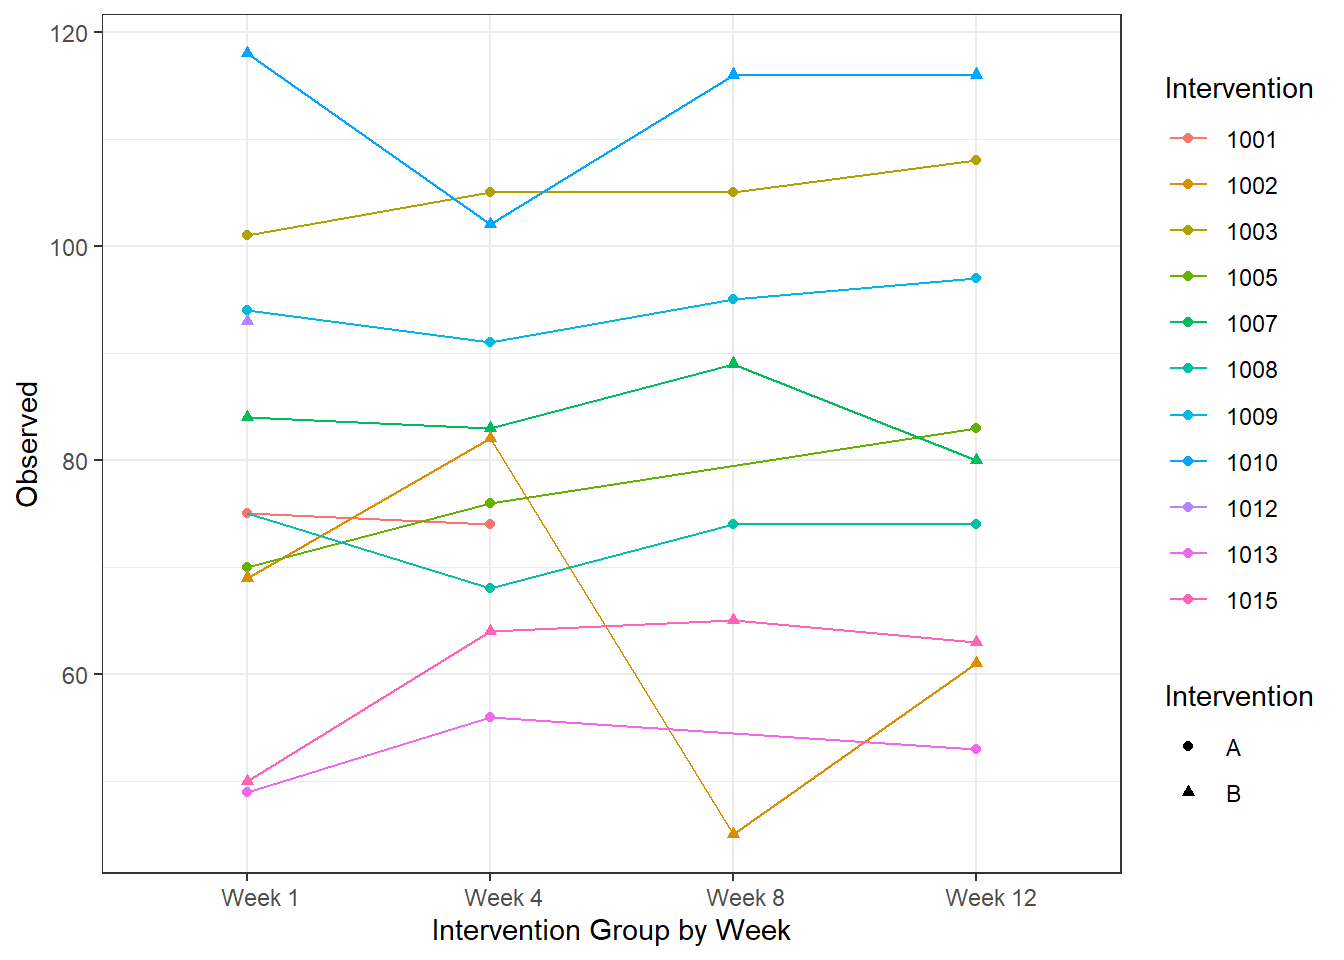 120
100
80
60
Observed
Week 1
Week 4
Week 8
Week 12
Intervention Group by Week
Intervention
1001
1002
1003
1005
1007
1008
1009
1010
1012
1013
1015
Intervention
A
B